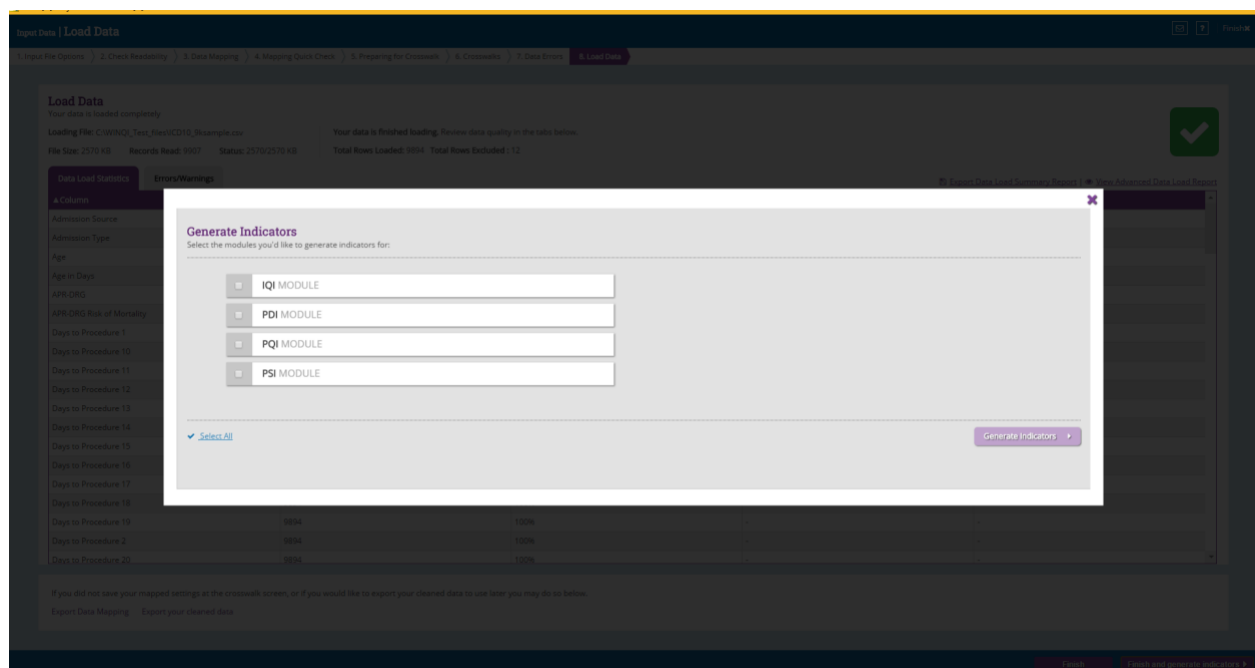 Input Data | Load Data
Finish
1. Input File Options
2. Check Readability
3. Data Mapping
4. Mapping Quick Check
5. Preparing for Crosswalk
6. Crosswalks
7. Data Errors
8. Load Data
Load Data
Your data is loaded completely.
Loading File:
Your data is finished loading. Review data quality in the tabs below.
File Size: 2570 KB Records Read: 9907 Status: 2570/2570 KB
Total Rows Loaded: 9894 Total Rows Excluded : 12
Data Load Statistics
Errors/Warnings
Export Data Load Summary Report | View Advanced Data Load Report
Column
Admission Source
Admission Type
Age
Age in Days
APR-DRG
APR-DRG Risk of Mortality
Days to Procedure 1
Days to Procedure 10
Days to Procedure 11
Days to Procedure 12
Days to Procedure 13
Days to Procedure 14
Days to Procedure 15
Days to Procedure 16
Days to Procedure 17
Days to Procedure 18
Days to Procedure 19 9894 100% - -
Days to Procedure 2 9894 100% - -
Days to Procedure 20 9894 100% - -
Generate Indicators
Select the modules you'd like to generate indicators for:
IQI MODULE
PDI MODULE
PQI MODULE
PSI MODULE
Select All
Generate Indicators
If you did not save your mapped settings at the crosswalk screen, or if you would like to export your cleaned data to use later you may do so below.
Export Data Mapping Export your cleaned data
Finish
Finish and generate indicators